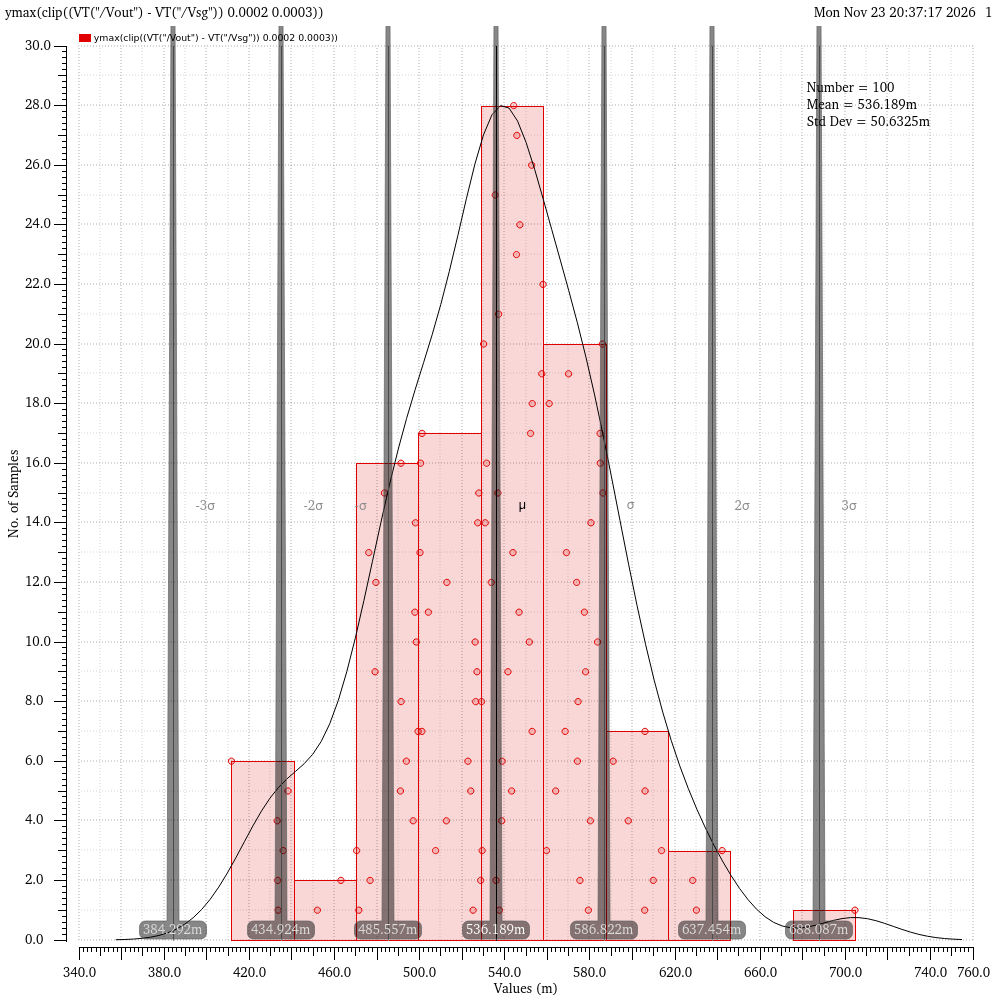 ymax(clip((VT("/Vout") - VT("/Vsg")) 0.0002 0.0003))
Mon Nov 23 20:37:17 2026 1
ymax(clip((VT("/Vout") - VT("/Vsg")) 0.0002 0.0003))
Number = 100
Mean = 536.189m
Std Dev = 50.6325m
No. of Samples
30.0
28.0
26.0
24.0
22.0
20.0
18.0
16.0
14.0
12.0
10.0
8.0
6.0
4.0
2.0
0.0
-3σ -2σ σ μ σ 2σ 3σ
384.292m 434.924m 485.557m 536.189m 586.822m 637.454m 688.087m
340.0 380.0 420.0 460.0 500.0 540.0 580.0 620.0 660.0 700.0 740.0 760.0
Values (m)